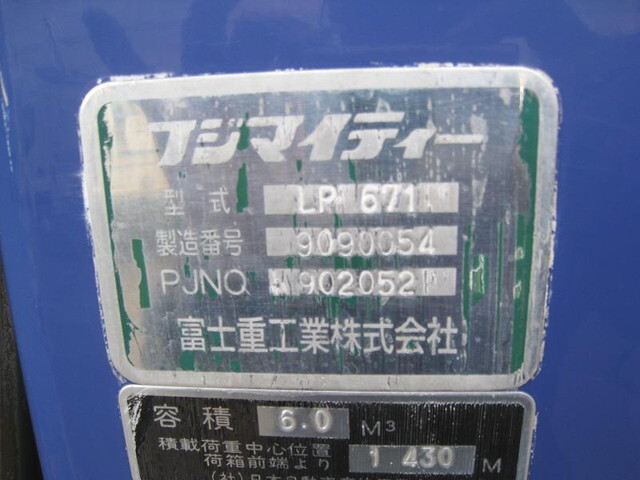 フジマイティー
型式 LP 671
製造番号 9090054
PJNO 902052
富士重工業株式会社
容積 6.0 M³
積載荷重中心位置
荷箱前端より 1 430 M